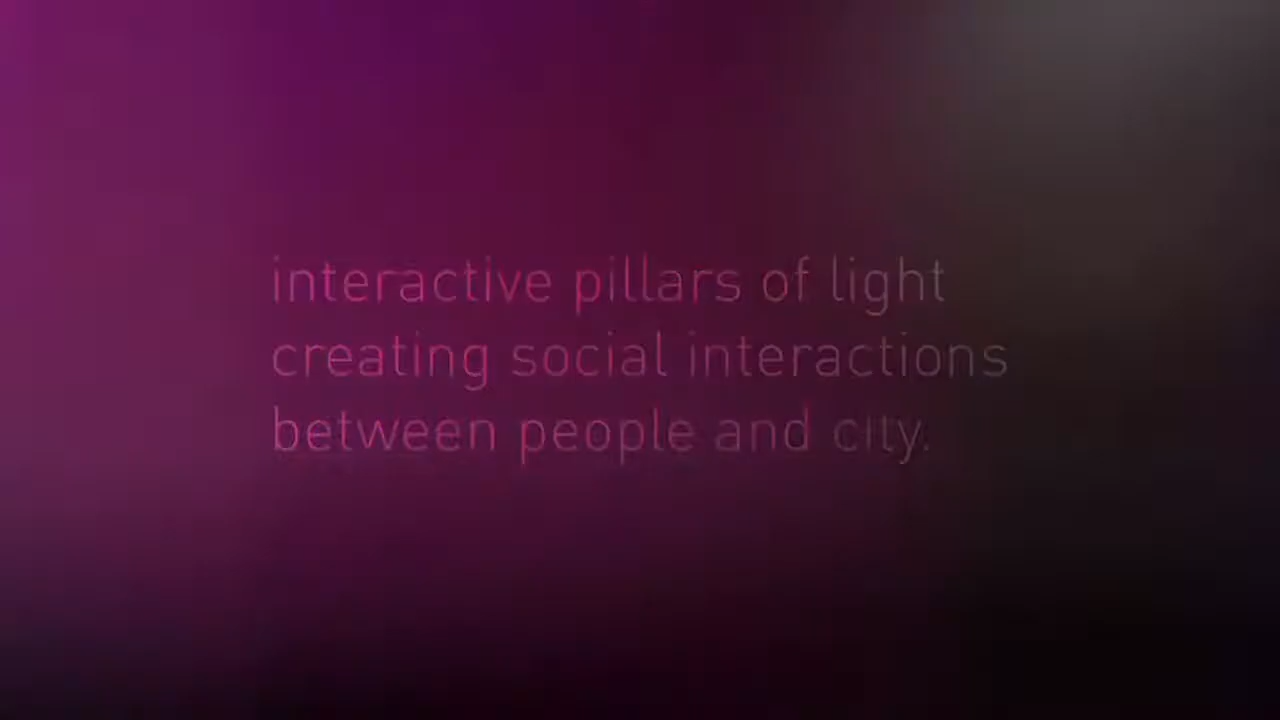 interactive pillars of light
creating social interactions
between people and city.